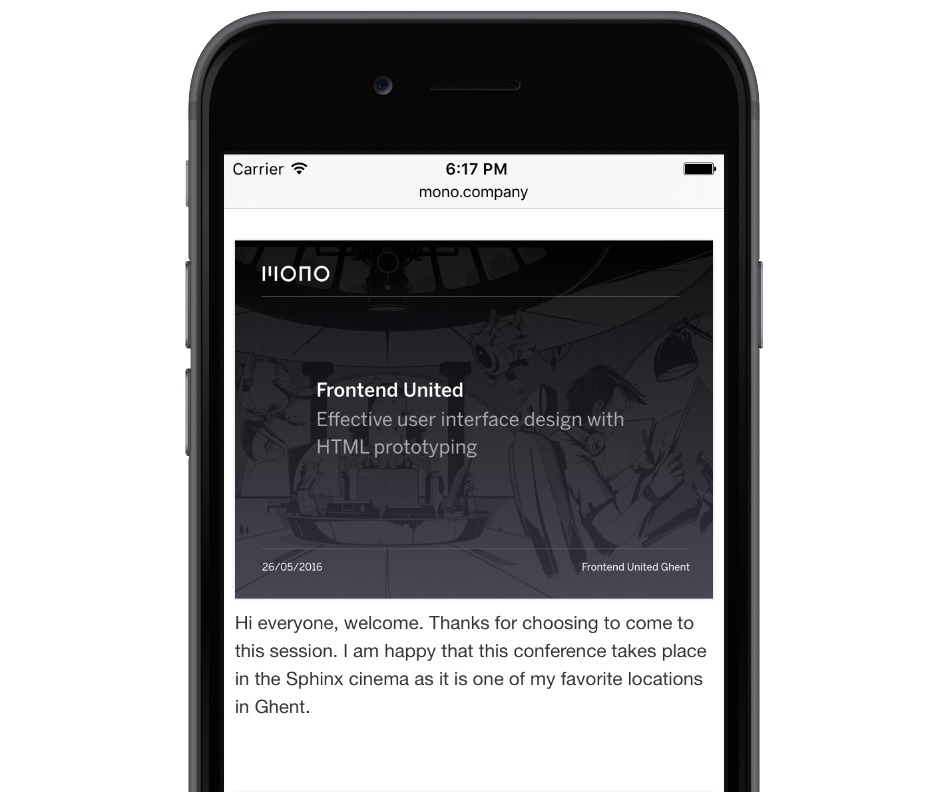 Carrier
6:17 PM
mono.company
mono
Frontend United
Effective user interface design with
HTML prototyping
26/05/2016
Frontend United Ghent
Hi everyone, welcome. Thanks for choosing to come to
this session. I am happy that this conference takes place
in the Sphinx cinema as it is one of my favorite locations
in Ghent.